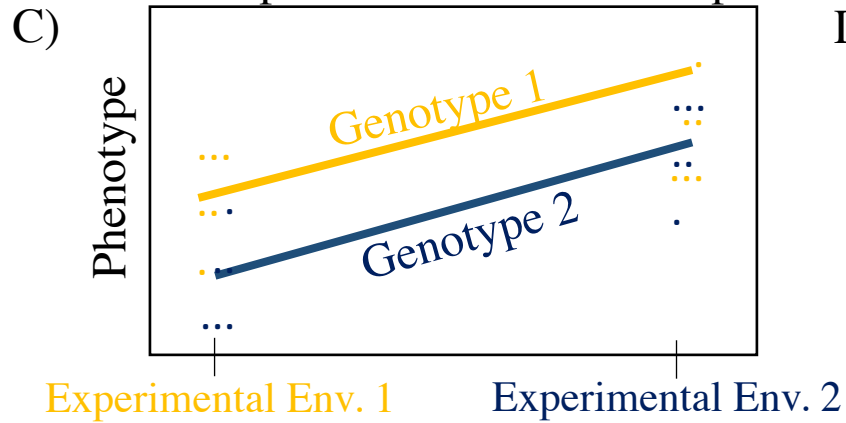 C)
Phenotype
Genotype 1
Genotype 2
Experimental Env. 1
Experimental Env. 2